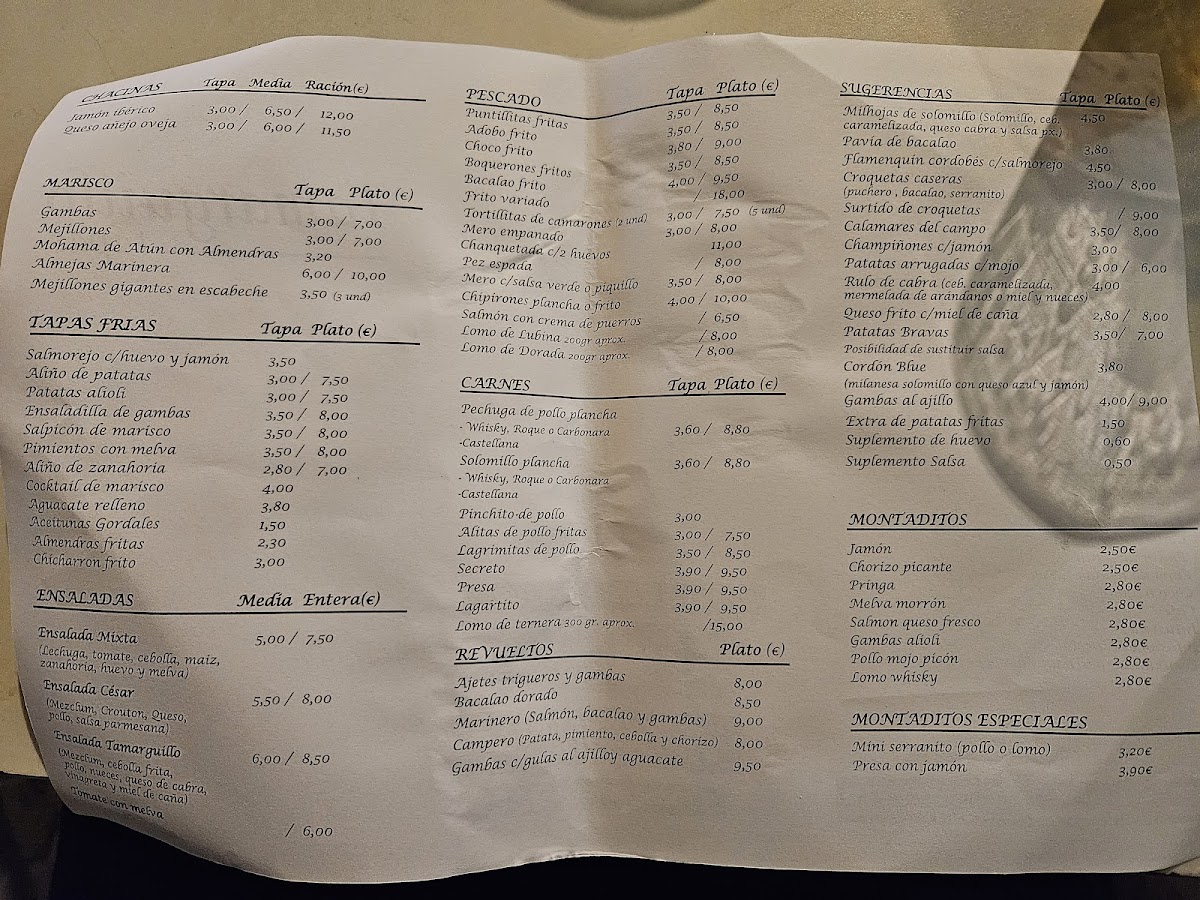 CHACINAS Tapa Media Ración(€)
Jamón ibérico 3,00 / 6,50 / 12,00
Queso añejo oveja 3,00 / 6,00 / 11,50
MARISCO Tapa Plato (€)
Gambas 3,00 / 7,00
Mejillones 3,00 / 7,00
Mohama de Atún con Almendras 3,20
Almejas Marinera 6,00 / 10,00
Mejillones gigantes en escabeche 3,50 (3 und)
TAPAS FRIAS Tapa Plato (€)
Salmorejo c/huevo y jamón 3,50
Aliño de patatas 3,00 / 7,50
Patatas alioli 3,00 / 7,50
Ensaladilla de gambas 3,50 / 8,00
Salpicón de marisco 3,50 / 8,00
Pimientos con melva 3,50 / 8,00
Aliño de zanahoria 2,80 / 7,00
Cocktail de marisco 4,00
Aguacate relleno 3,80
Aceitunas Gordales 1,50
Almendras fritas 2,30
Chicharron frito 3,00
ENSALADAS Media Entera(€)
Ensalada Mixta 5,00 / 7,50
(Lechuga, tomate, cebolla, maiz,
zanahoria, huevo y melva)
Ensalada César 5,50 / 8,00
(Mezclum, Crouton, Queso,
pollo, salsa parmesana)
Ensalada Tamarguillo 6,00 / 8,50
(Mezclum, cebolla frita,
pollo, nueces, queso de cabra,
vinagreta y miel de caña)
Tomate con melva / 6,00
PESCADO Tapa Plato (€)
Puntillitas fritas 3,50 / 8,50
Adobo frito 3,50 / 8,50
Choco frito 3,80 / 9,00
Boquerones fritos 3,50 / 8,50
Bacalao frito 4,00 / 9,50
Frito variado / 18,00
Tortillitas de camarones (2 und) 3,00 / 7,50 (5 und)
Mero empanado 3,00 / 8,00
Chanquetada c/2 huevos 11,00
Pez espada / 8,00
Mero c/salsa verde o piquillo 3,50 / 8,00
Chipirones plancha o frito 4,00 / 10,00
Salmón con crema de puerros / 6,50
Lomo de Lubina 200gr aprox. / 8,00
Lomo de Dorada 200gr aprox. / 8,00
CARNES Tapa Plato (€)
Pechuga de pollo plancha 3,60 / 8,80
- Whisky, Roque o Carbonara
-Castellana
Solomillo plancha 3,60 / 8,80
- Whisky, Roque o Carbonara
-Castellana
Pinchito de pollo 3,00
Alitas de pollo fritas 3,00 / 7,50
Lagrimitas de pollo 3,50 / 8,50
Secreto 3,90 / 9,50
Presa 3,90 / 9,50
Lagartito 3,90 / 9,50
Lomo de ternera 300 gr. aprox. /15,00
REVUELTOS Plato (€)
Ajetes trigueros y gambas 8,00
Bacalao dorado 8,50
Marinero (Salmón, bacalao y gambas) 9,00
Campero (Patata, pimiento, cebolla y chorizo) 8,00
Gambas c/gulas al ajilloy aguacate 9,50
SUGERENCIAS Tapa Plato (€)
Milhojas de solomillo (Solomillo, ceb. 4,50
caramelizada, queso cabra y salsa px.)
Pavía de bacalao 3,80
Flamenquin cordobés c/salmorejo 4,50
Croquetas caseras 3,00 / 8,00
(puchero , bacalao, serranito)
Surtido de croquetas / 9,00
Calamares del campo 3,50/ 8,00
Champiñones c/jamón 3,00
Patatas arrugadas c/mojo 3,00 / 6,00
Rulo de cabra (ceb. caramelizada, 4,00
mermelada de arándanos o miel y nueces)
Queso frito c/miel de caña 2,80 / 8,00
Patatas Bravas 3,50/ 7,00
Posibilidad de sustituir salsa
Cordón Blue 3,80
(milanesa solomillo con queso azul y jamón)
Gambas al ajillo 4,00/ 9,00
Extra de patatas fritas 1,50
Suplemento de huevo 0,60
Suplemento Salsa 0,50
MONTADITOS
Jamón 2,50€
Chorizo picante 2,50€
Pringa 2,80€
Melva morrón 2,80€
Salmon queso fresco 2,80€
Gambas alioli 2,80€
Pollo mojo picón 2,80€
Lomo whisky 2,80€
MONTADITOS ESPECIALES
Mini serranito (pollo o lomo) 3,20€
Presa con jamón 3,90€